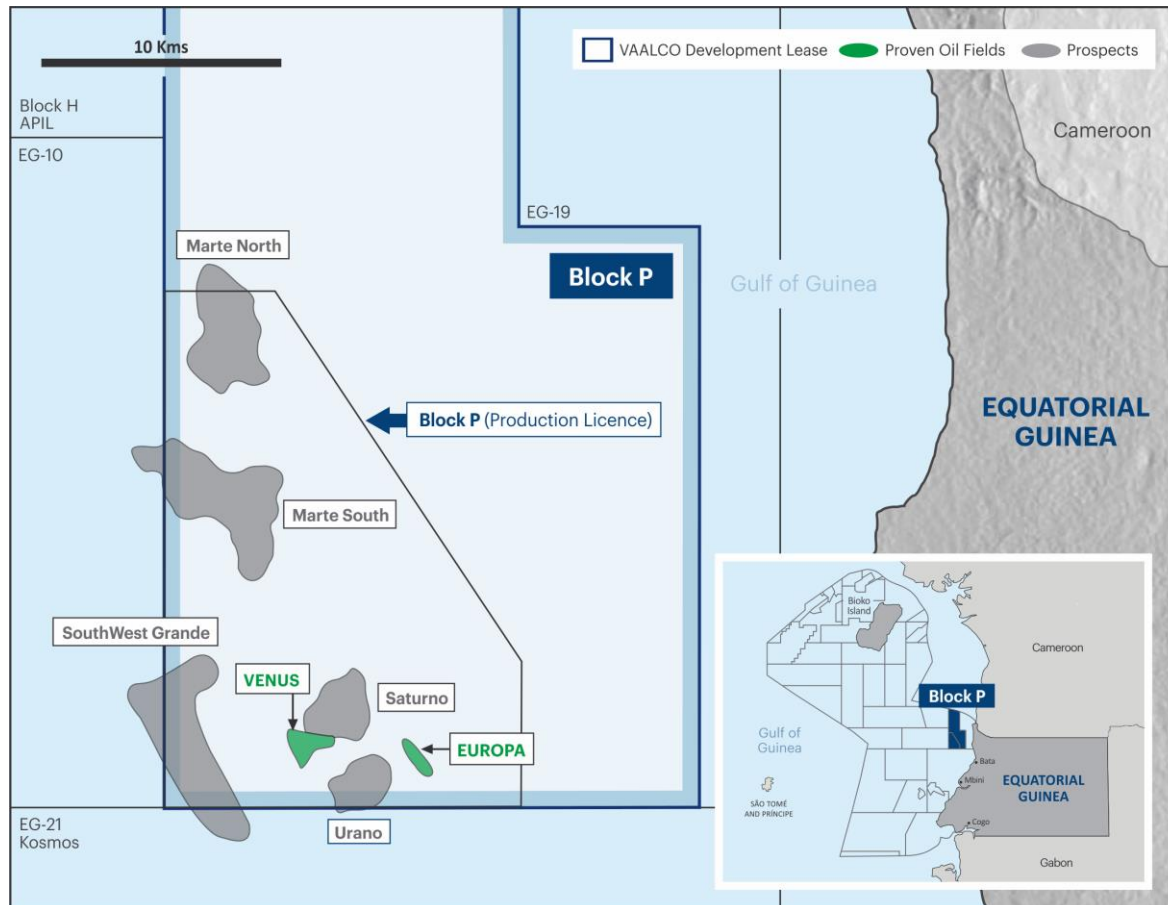 10 Kms
VAALCO Development Lease
Proven Oil Fields
Prospects
Block H
APIL
EG-10
Cameroon
EG-19
Marte North
Block P
Gulf of Guinea
Block P (Production Licence)
EQUATORIAL
GUINEA
Marte South
SouthWest Grande
VENUS
Saturno
EUROPA
Urano
EG-21
Kosmos
Bioko
Island
Cameroon
Block P
Gulf of
Guinea
Bata
Mbini
EQUATORIAL
GUINEA
SÃO TOMÉ
AND PRÍNCIPE
Cogo
Gabon